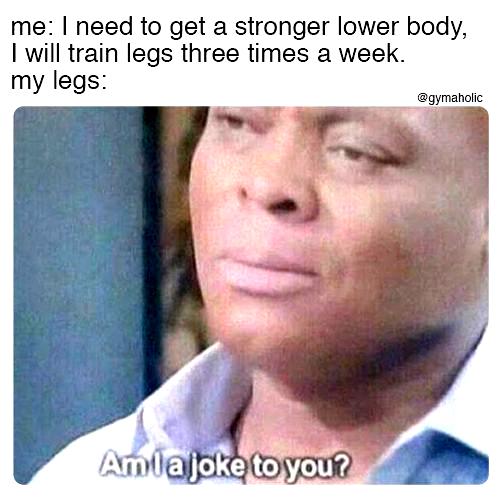 me: I need to get a stronger lower body,
I will train legs three times a week.
my legs:
@gymaholic
Am I a joke to you?